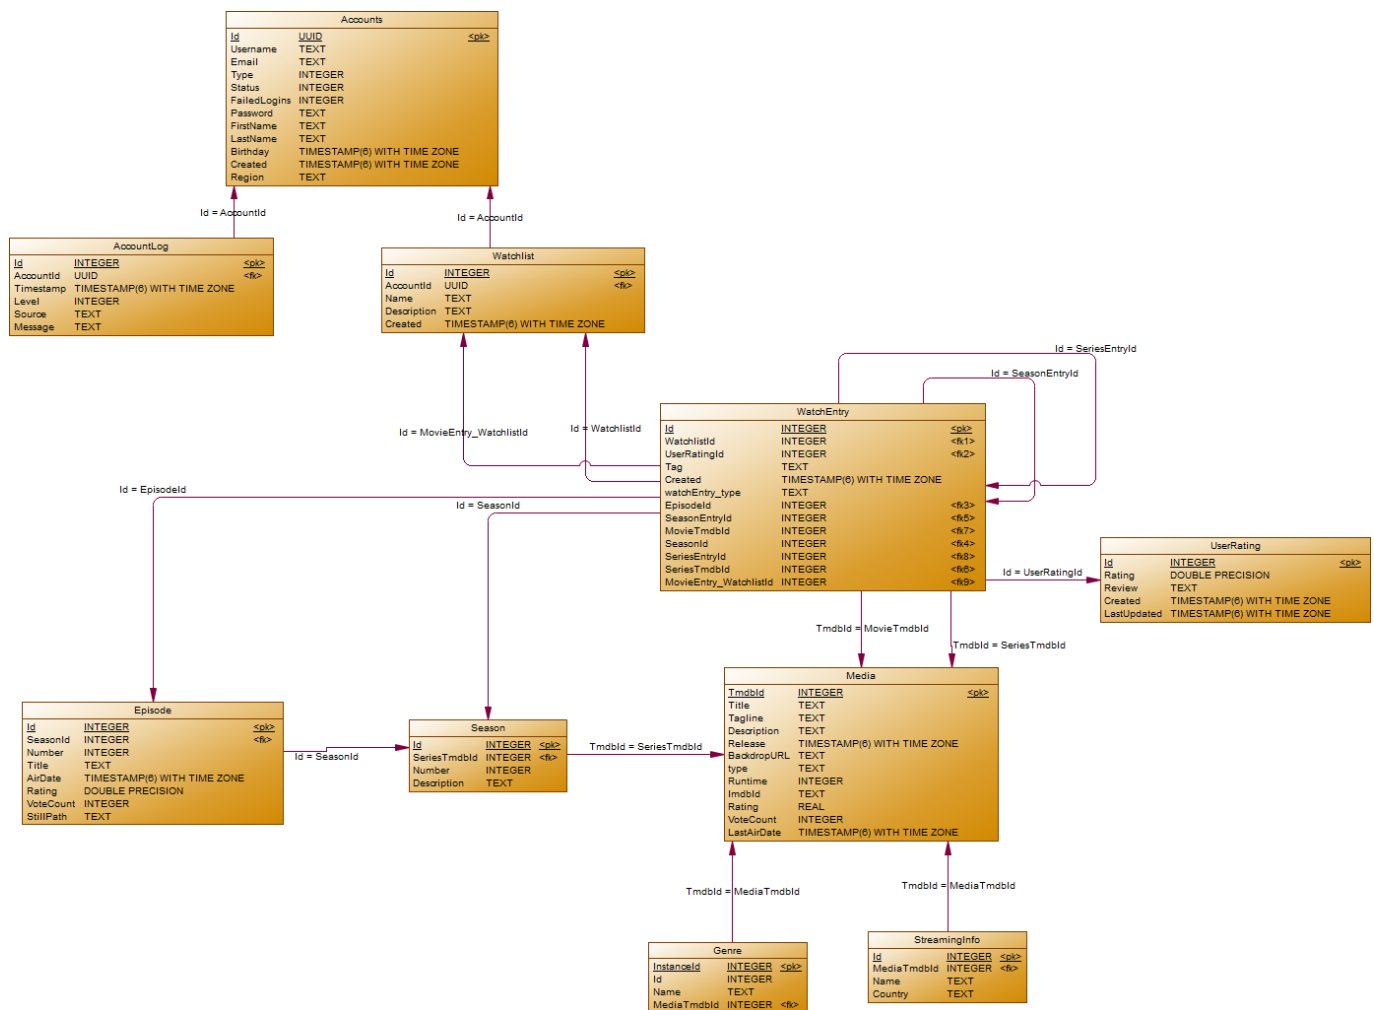 Accounts
Id UUID <pk>
Username TEXT
Email TEXT
Type INTEGER
Status INTEGER
FailedLogins INTEGER
Password TEXT
FirstName TEXT
LastName TEXT
Birthday TIMESTAMP(6) WITH TIME ZONE
Created TIMESTAMP(6) WITH TIME ZONE
Region TEXT
Id = AccountId
Id = AccountId
AccountLog
Id INTEGER <pk>
AccountId UUID <fk>
Timestamp TIMESTAMP(6) WITH TIME ZONE
Level INTEGER
Source TEXT
Message TEXT
Watchlist
Id INTEGER <pk>
AccountId UUID <fk>
Name TEXT
Description TEXT
Created TIMESTAMP(6) WITH TIME ZONE
Id = SeriesEntryId
Id = SeasonEntryId
Id = MovieEntry_WatchlistId
Id = WatchlistId
WatchEntry
Id INTEGER <pk>
WatchlistId INTEGER <fk1>
UserRatingId INTEGER <fk2>
Tag TEXT
Created TIMESTAMP(6) WITH TIME ZONE
watchEntry_type TEXT
EpisodeId INTEGER <fk3>
SeasonEntryId INTEGER <fk5>
MovieTmdbId INTEGER <fk7>
SeasonId INTEGER <fk4>
SeriesEntryId INTEGER <fk8>
SeriesTmdbId INTEGER <fk6>
MovieEntry_WatchlistId INTEGER <fk9>
Id = EpisodeId
Id = SeasonId
Id = UserRatingId
UserRating
Id INTEGER <pk>
Rating DOUBLE PRECISION
Review TEXT
Created TIMESTAMP(6) WITH TIME ZONE
LastUpdated TIMESTAMP(6) WITH TIME ZONE
TmdbId = MovieTmdbId
TmdbId = SeriesTmdbId
Episode
Id INTEGER <pk>
SeasonId INTEGER <fk>
Number INTEGER
Title TEXT
AirDate TIMESTAMP(6) WITH TIME ZONE
Rating DOUBLE PRECISION
VoteCount INTEGER
StillPath TEXT
Id = SeasonId
Season
Id INTEGER <pk>
SeriesTmdbId INTEGER <fk>
Number INTEGER
Description TEXT
TmdbId = SeriesTmdbId
Media
TmdbId INTEGER <pk>
Title TEXT
Tagline TEXT
Description TEXT
Release TIMESTAMP(6) WITH TIME ZONE
BackdropURL TEXT
type TEXT
Runtime INTEGER
ImdbId TEXT
Rating REAL
VoteCount INTEGER
LastAirDate TIMESTAMP(6) WITH TIME ZONE
TmdbId = MediaTmdbId
TmdbId = MediaTmdbId
Genre
InstanceId INTEGER <pk>
Id INTEGER
Name TEXT
MediaTmdbId INTEGER <fk>
StreamingInfo
Id INTEGER <pk>
MediaTmdbId INTEGER <fk>
Name TEXT
Country TEXT